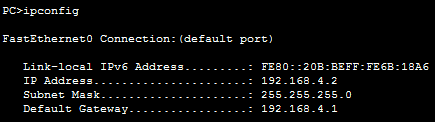 PC>ipconfig
FastEthernet0 Connection:(default port)
Link-local IPv6 Address.........: FE80::20B:BEFF:FE6B:18A6
IP Address......................: 192.168.4.2
Subnet Mask.....................: 255.255.255.0
Default Gateway.................: 192.168.4.1